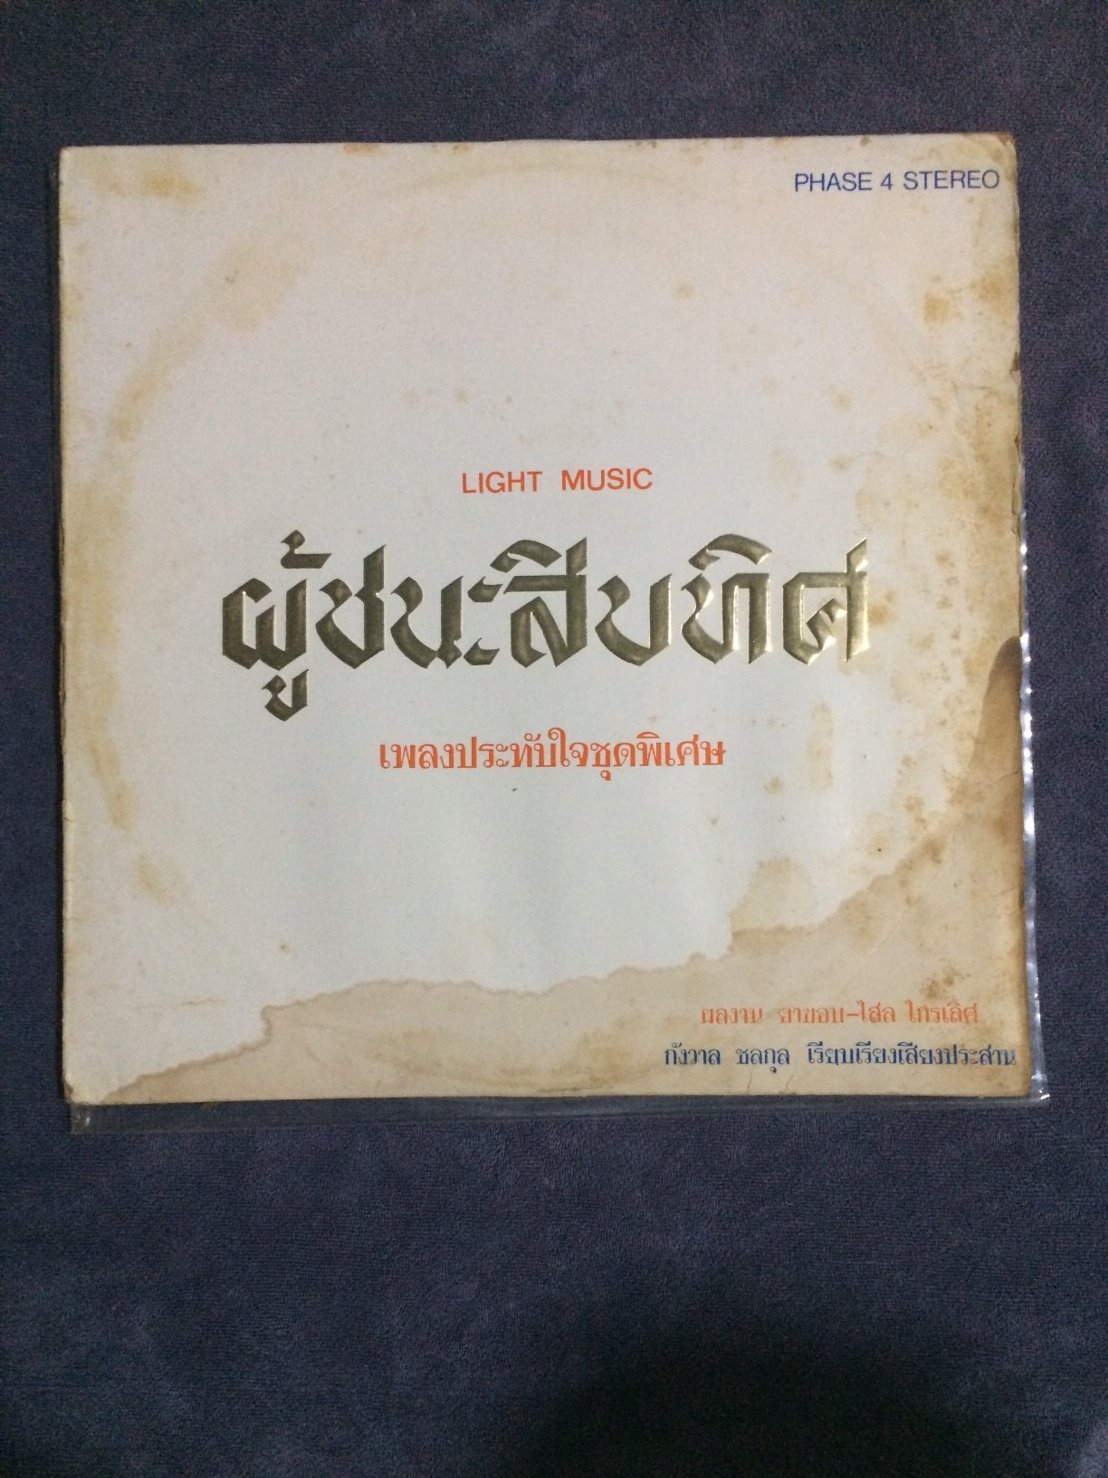 PHASE 4 STEREO
LIGHT MUSIC
ผู้ชนะสิบทิศ
เพลงประทับใจชุดพิเศษ
ผลงาน ยาขอบ-ไสล ไกรเลิศ
กังวาล ชลกุล เรียบเรียงเสียงประสาน